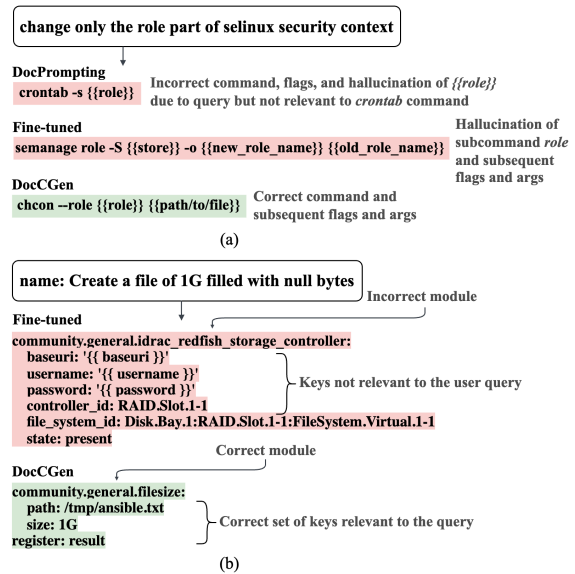 change only the role part of selinux security context
DocPrompting
crontab -s {{role}}
Incorrect command, flags, and hallucination of {{role}}
due to query but not relevant to crontab command
Fine-tuned
semanage role -S {{store}} -o {{new_role_name}} {{old_role_name}}
Hallucination of
subcommand role
and subsequent
flags and args
DocCGen
chcon --role {{role}} {{path/to/file}}
Correct command and
subsequent flags and args
(a)
name: Create a file of 1G filled with null bytes
Incorrect module
Fine-tuned
community.general.idrac_redfish_storage_controller:
baseuri: '{{ baseuri }}'
username: '{{ username }}'
password: '{{ password }}'
controller_id: RAID.Slot.1-1
Keys not relevant to the user query
file_system_id: Disk.Bay.1:RAID.Slot.1-1:FileSystem.Virtual.1-1
state: present
Correct module
DocCGen
community.general.filesize:
path: /tmp/ansible.txt
size: 1G
register: result
Correct set of keys relevant to the query
(b)